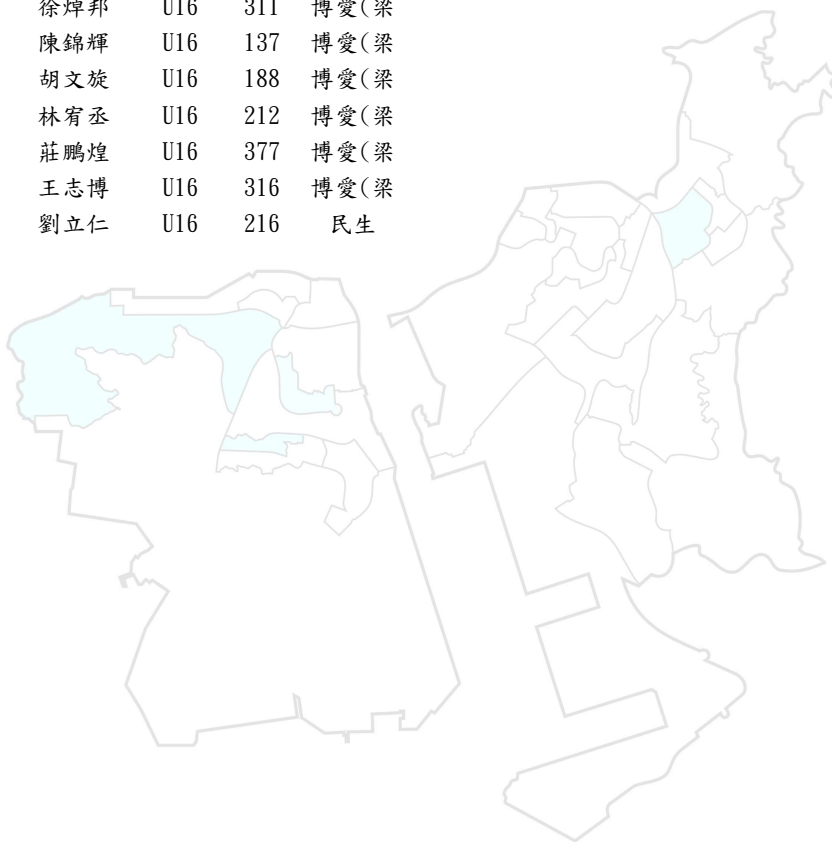 徐焯邦 U16 311 博愛(梁
陳錦輝 U16 137 博愛(梁
胡文旋 U16 188 博愛(梁
林宥丞 U16 212 博愛(梁
莊鵬煌 U16 377 博愛(梁
王志博 U16 316 博愛(梁
劉立仁 U16 216 民生